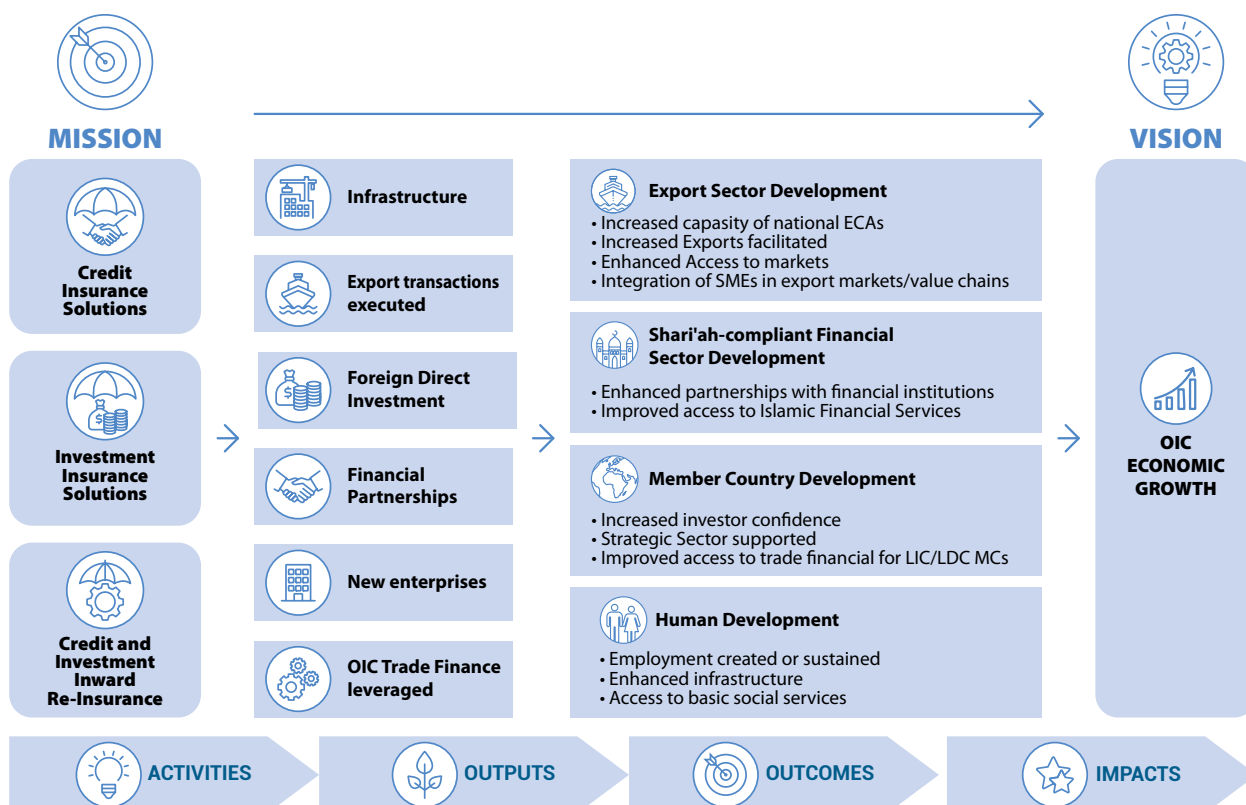 MISSION
VISION
Credit
Insurance
Solutions
Investment
Insurance
Solutions
Credit and
Investment
Inward
Re-Insurance
Infrastructure
Export transactions
executed
Foreign Direct
Investment
Financial
Partnerships
New enterprises
OIC Trade Finance
leveraged
Export Sector Development
• Increased capasity of national ECAs
• Increased Exports facilitated
• Enhanced Access to markets
• Integration of SMEs in export markets/value chains
Shari'ah-compliant Financial
Sector Development
• Enhanced partnerships with financial institutions
• Improved access to Islamic Financial Services
Member Country Development
• Increased investor confidence
• Strategic Sector supported
• Improved access to trade financial for LIC/LDC MCs
Human Development
• Employment created or sustained
• Enhanced infrastructure
• Access to basic social services
OIC
ECONOMIC
GROWTH
ACTIVITIES
OUTPUTS
OUTCOMES
IMPACTS